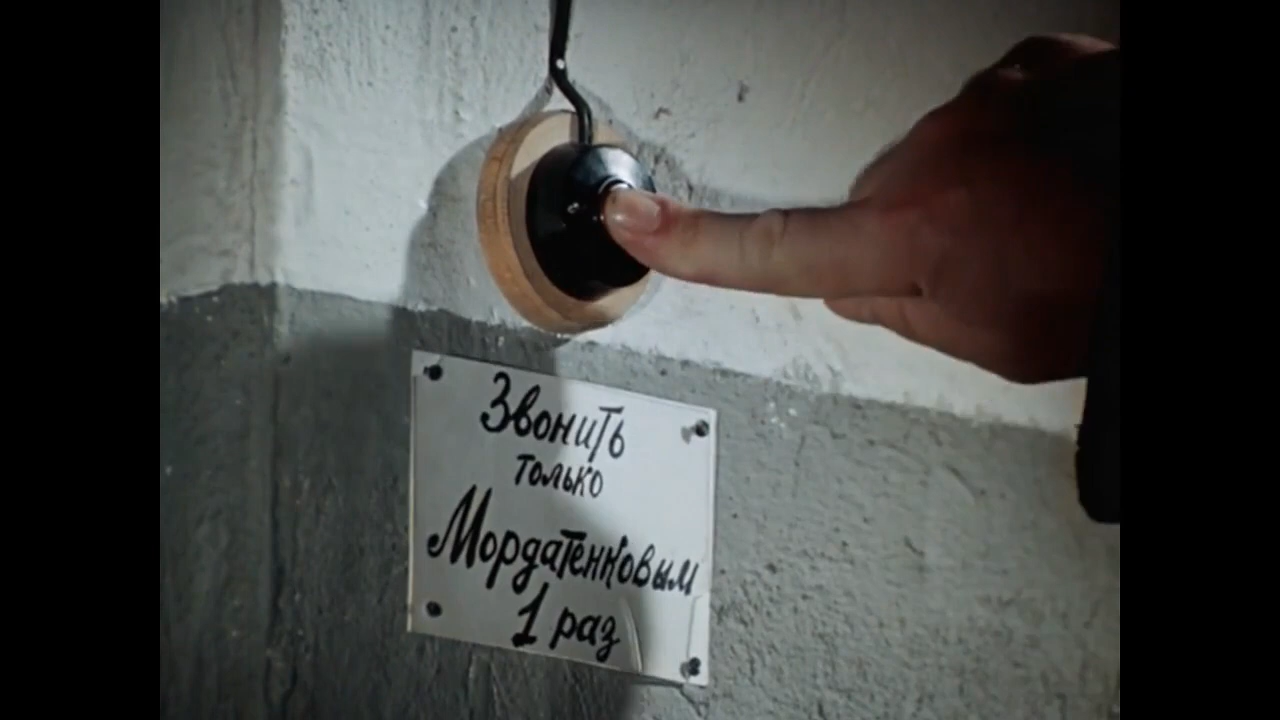 Звонить
только
Мордатенковым
1 раз